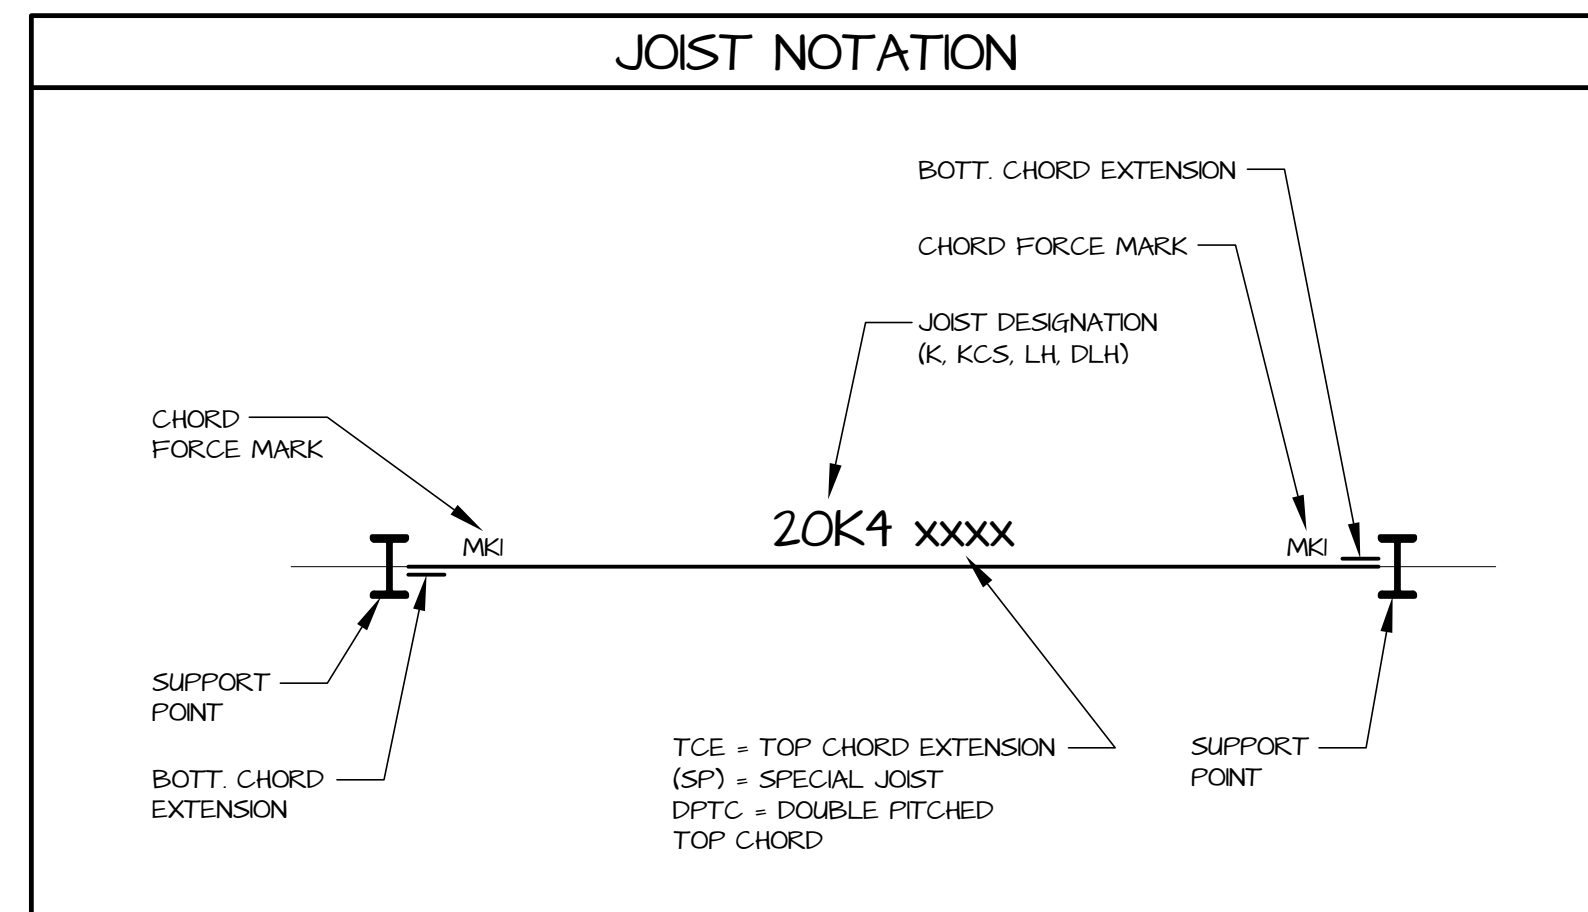 JOIST NOTATION
BOTT. CHORD EXTENSION
CHORD FORCE MARK
JOIST DESIGNATION
(K, KCS, LH, DLH)
CHORD
FORCE MARK
20K4 xxxx
MK1
MK1
SUPPORT
POINT
BOTT. CHORD
EXTENSION
TCE = TOP CHORD EXTENSION
(SP) = SPECIAL JOIST
DPTC = DOUBLE PITCHED
TOP CHORD
SUPPORT
POINT